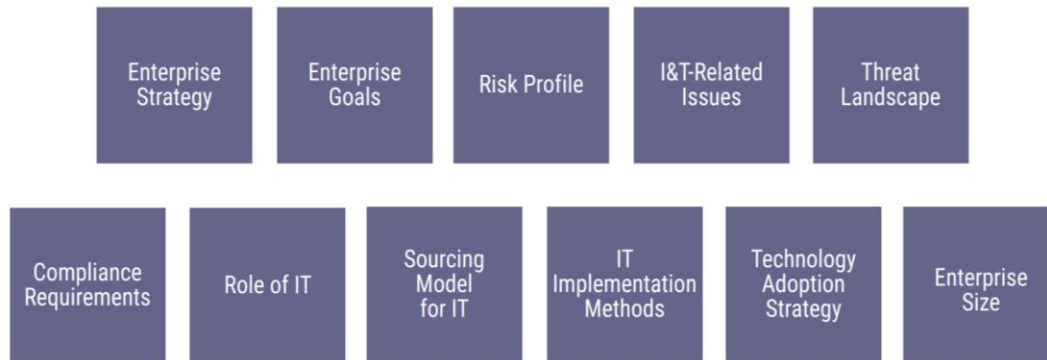 Enterprise
Strategy
Enterprise
Goals
Risk Profile
I&T-Related
Issues
Threat
Landscape
Compliance
Requirements
Role of IT
Sourcing
Model
for IT
IT
Implementation
Methods
Technology
Adoption
Strategy
Enterprise
Size